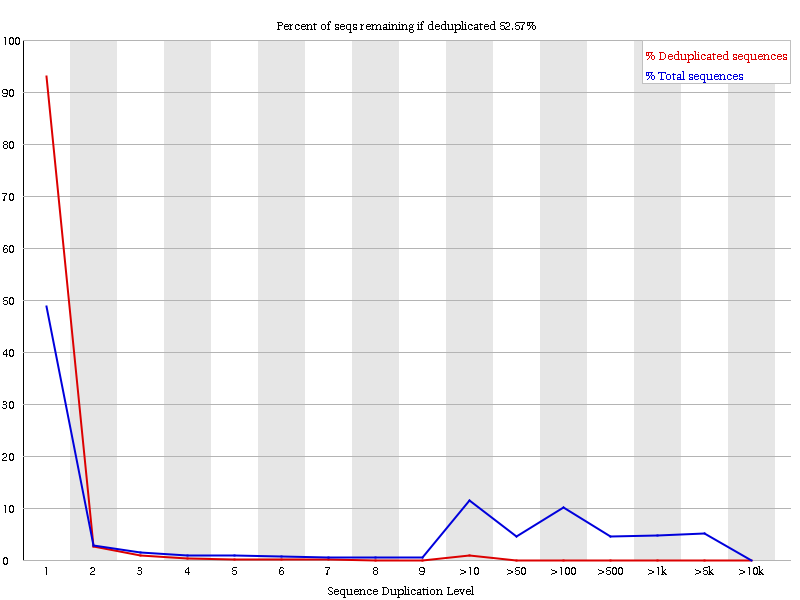 Percent of seqs remaining if deduplicated 52.57%
% Deduplicated sequences
% Total sequences
100
90
80
70
60
50
40
30
20
10
0
1 2 3 4 5 6 7 8 9 >10 >50 >100 >500 >1k >5k >10k
Sequence Duplication Level